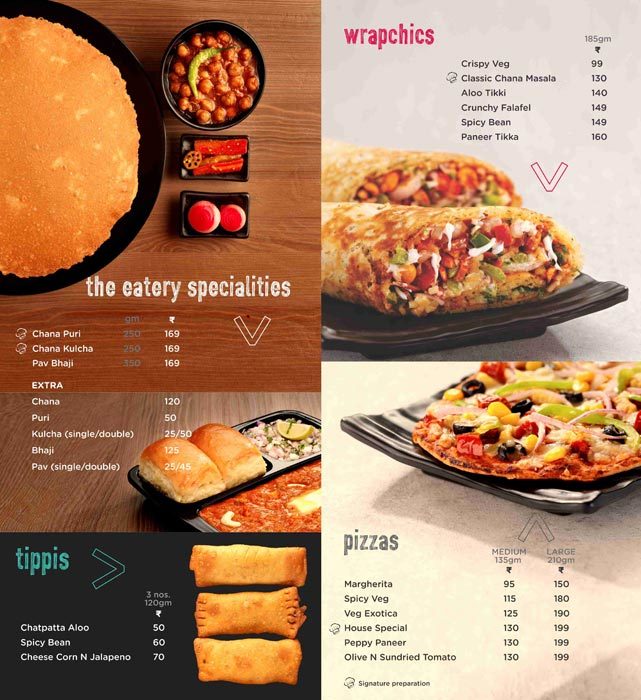 the eatery specialities
gm ₹
Chana Puri 250 169
Chana Kulcha 250 169
Pav Bhaji 350 169
EXTRA
Chana 120
Puri 50
Kulcha (single/double) 25/50
Bhaji 125
Pav (single/double) 25/45
tippis
3 nos.
120gm
₹
Chatpatta Aloo 50
Spicy Bean 60
Cheese Corn N Jalapeno 70
wrapchics
185gm
₹
Crispy Veg 99
Classic Chana Masala 130
Aloo Tikki 140
Crunchy Falafel 149
Spicy Bean 149
Paneer Tikka 160
pizzas
MEDIUM LARGE
135gm 210gm
₹ ₹
Margherita 95 150
Spicy Veg 115 180
Veg Exotica 125 190
House Special 130 199
Peppy Paneer 130 199
Olive N Sundried Tomato 130 199
Signature preparation